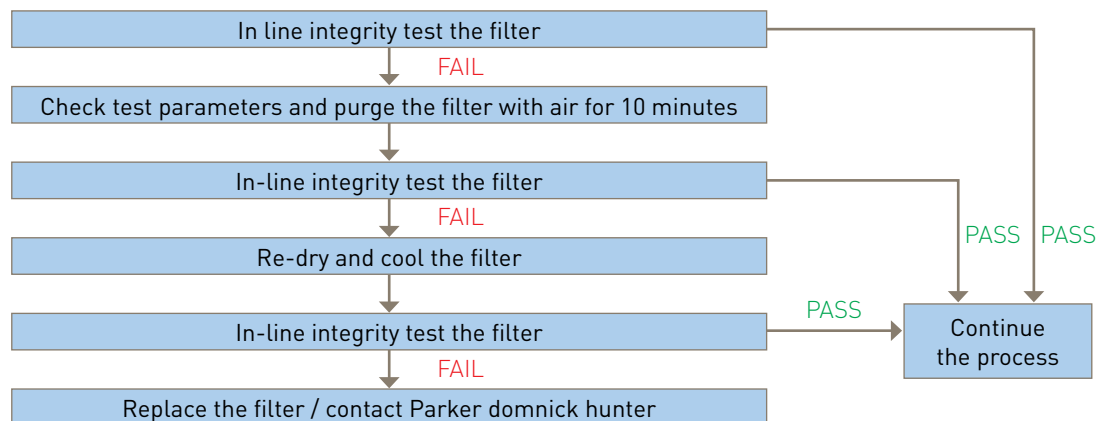 In line integrity test the filter
FAIL
Check test parameters and purge the filter with air for 10 minutes
In-line integrity test the filter
FAIL
PASS
PASS
Re-dry and cool the filter
In-line integrity test the filter
PASS
Continue
the process
FAIL
Replace the filter / contact Parker domnick hunter